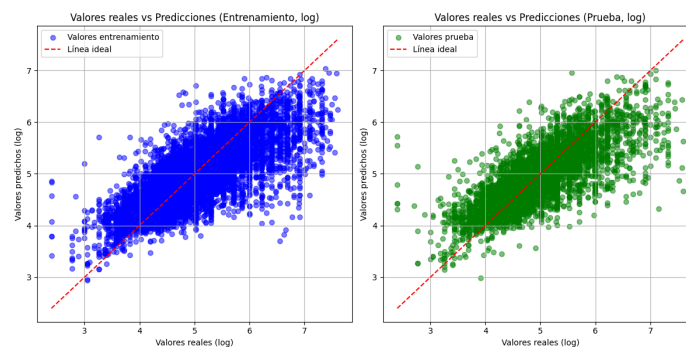 Valores reales vs Predicciones (Entrenamiento, log)
Valores entrenamiento
Línea ideal
7
6
5
4
3
Valores predichos (log)
3 4 5 6 7
Valores reales (log)
Valores reales vs Predicciones (Prueba, log)
Valores prueba
Línea ideal
7
6
5
4
3
Valores predichos (log)
3 4 5 6 7
Valores reales (log)